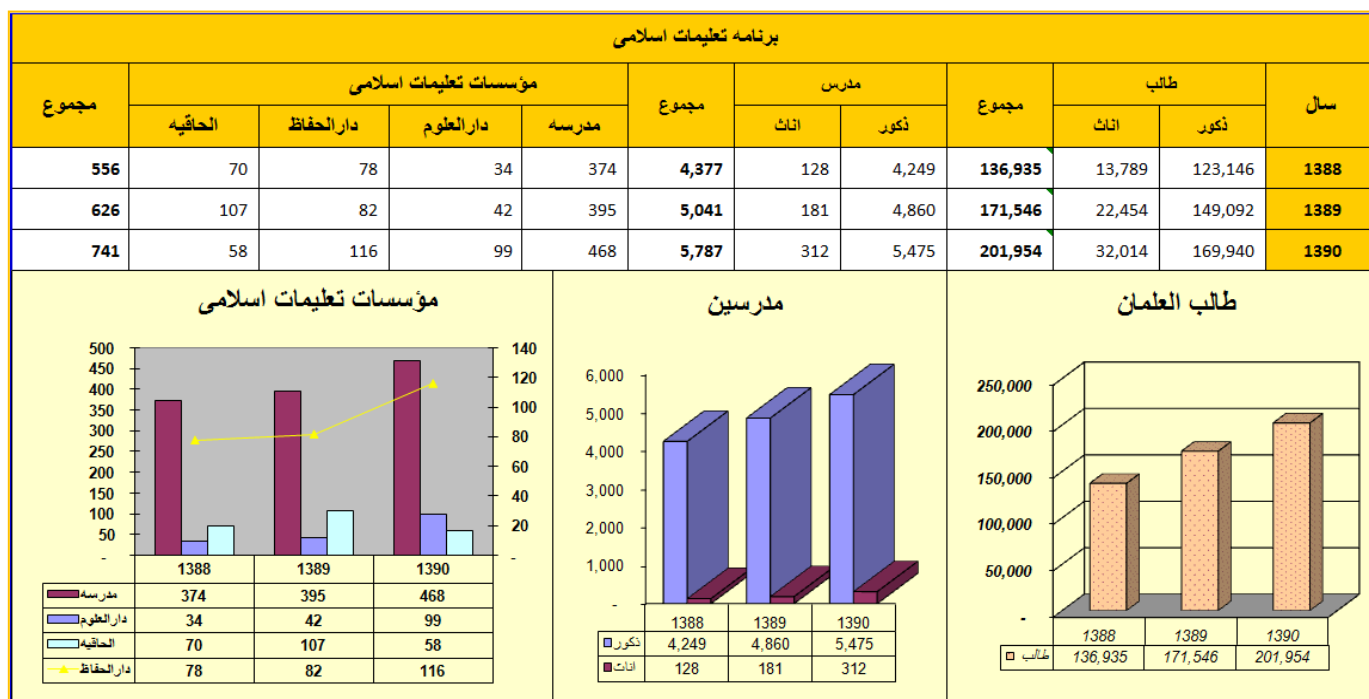 برنامه تعلیمات اسلامی
سال طالب مجموع مدرس مجموع مؤسسات تعلیمات اسلامی مجموع
ذکور اناث ذکور اناث مدرسه دارالعلوم دارالحفاظ الحاقیه
1388 123,146 13,789 136,935 4,249 128 4,377 374 34 78 70 556
1389 149,092 22,454 171,546 4,860 181 5,041 395 42 82 107 626
1390 169,940 32,014 201,954 5,475 312 5,787 468 99 116 58 741
طالب العلمان
250,000
200,000
150,000
100,000
50,000
-
1388 1389 1390
طالب 136,935 171,546 201,954
مدرسین
6,000
5,000
4,000
3,000
2,000
1,000
-
1388 1389 1390
ذکور 4,249 4,860 5,475
اناث 128 181 312
مؤسسات تعلیمات اسلامی
500 140
450 120
400 100
350 80
300 60
250 40
200 20
150 -
100
50
-
1388 1389 1390
مدرسه 374 395 468
دارالعلوم 34 42 99
الحاقیه 70 107 58
دارالحفاظ 78 82 116